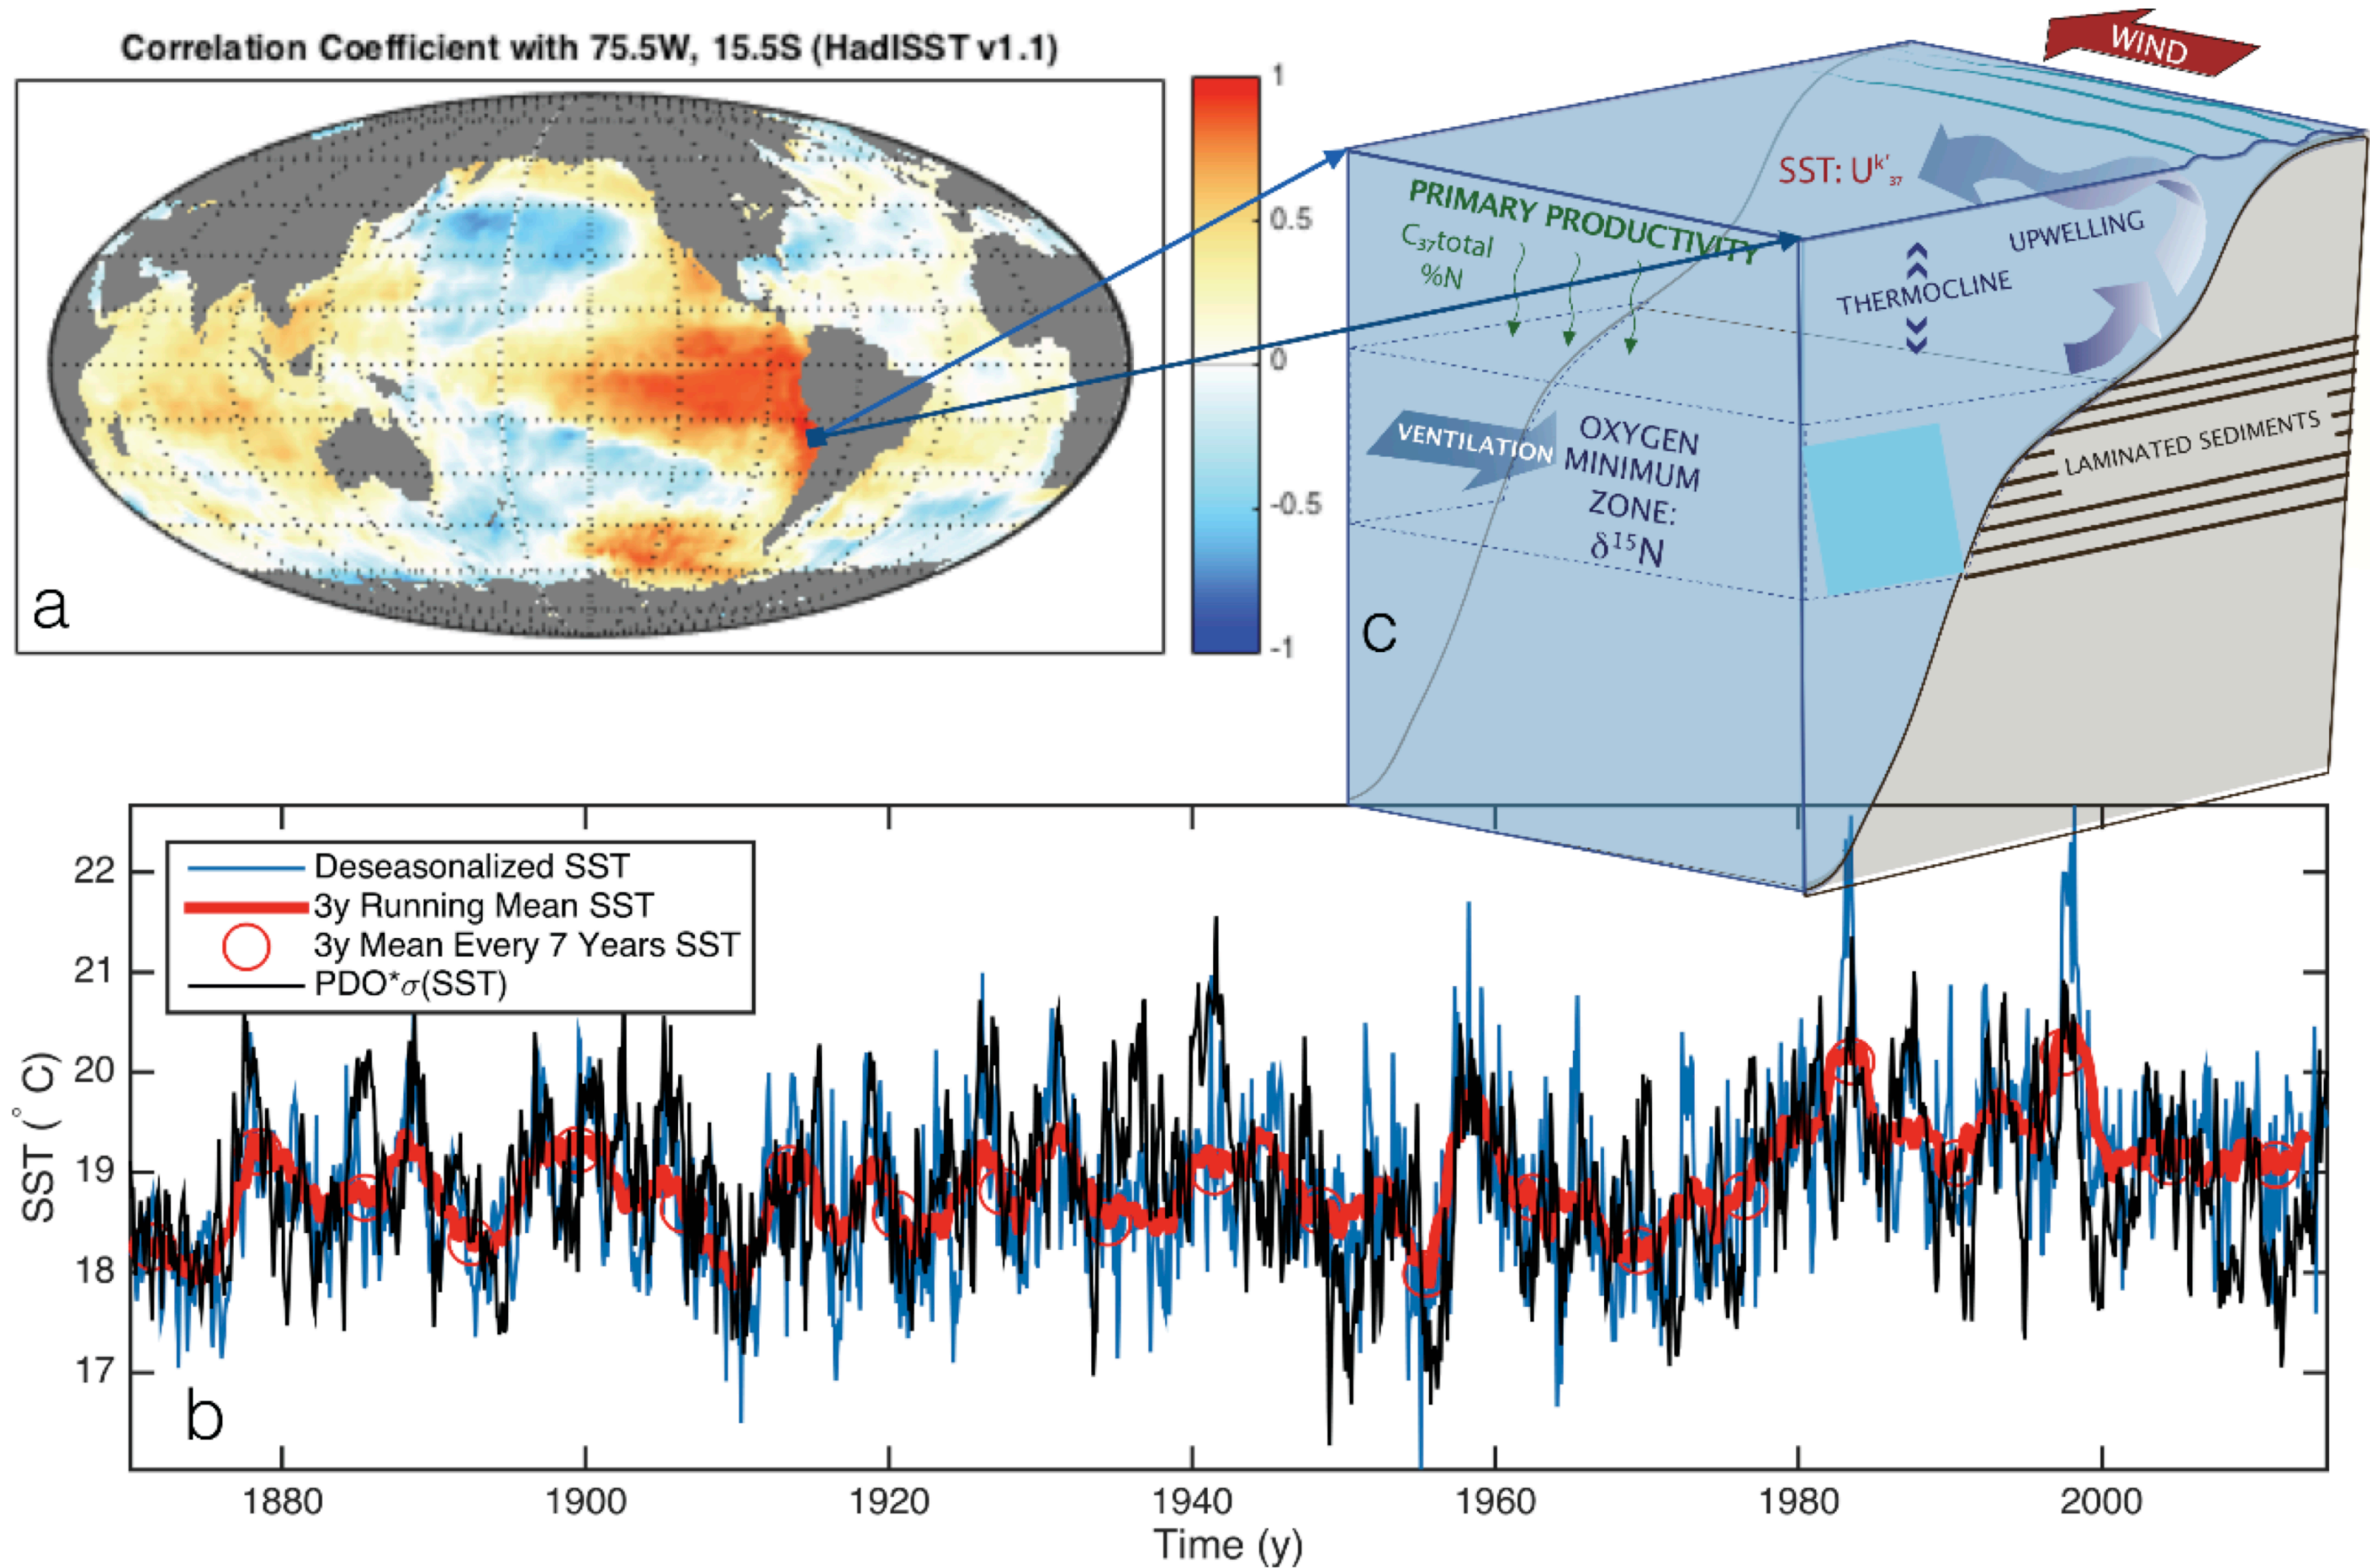 Correlation Coefficient with 75.5W, 15.5S (HadISST v1.1)
1
0.5
0
-0.5
-1
a
WIND
SST: Uk'37
PRIMARY PRODUCTIVITY
C37total
%N
UPWELLING
THERMOCLINE
VENTILATION
OXYGEN
MINIMUM
ZONE:
δ15N
LAMINATED SEDIMENTS
C
Deseasonalized SST
3y Running Mean SST
3y Mean Every 7 Years SST
PDO*σ(SST)
SST (° C)
22
21
20
19
18
17
b
1880
1900
1920
1940
1960
1980
2000
Time (y)